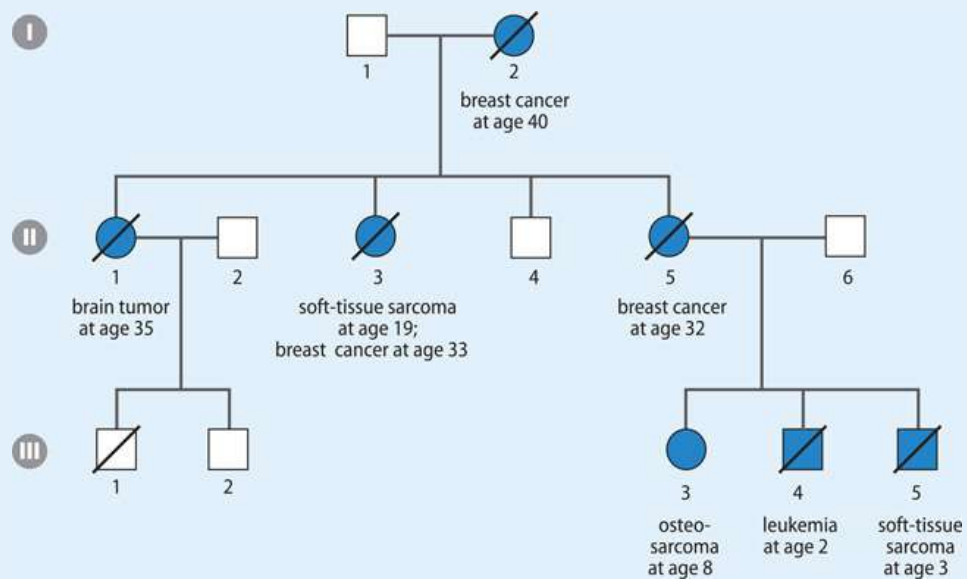 I
1
2
breast cancer
at age 40
II
1
2
3
4
5
6
brain tumor
at age 35
soft-tissue sarcoma
at age 19;
breast cancer at age 33
breast cancer
at age 32
III
1
2
3
4
5
osteo-
sarcoma
at age 8
leukemia
at age 2
soft-tissue
sarcoma
at age 3